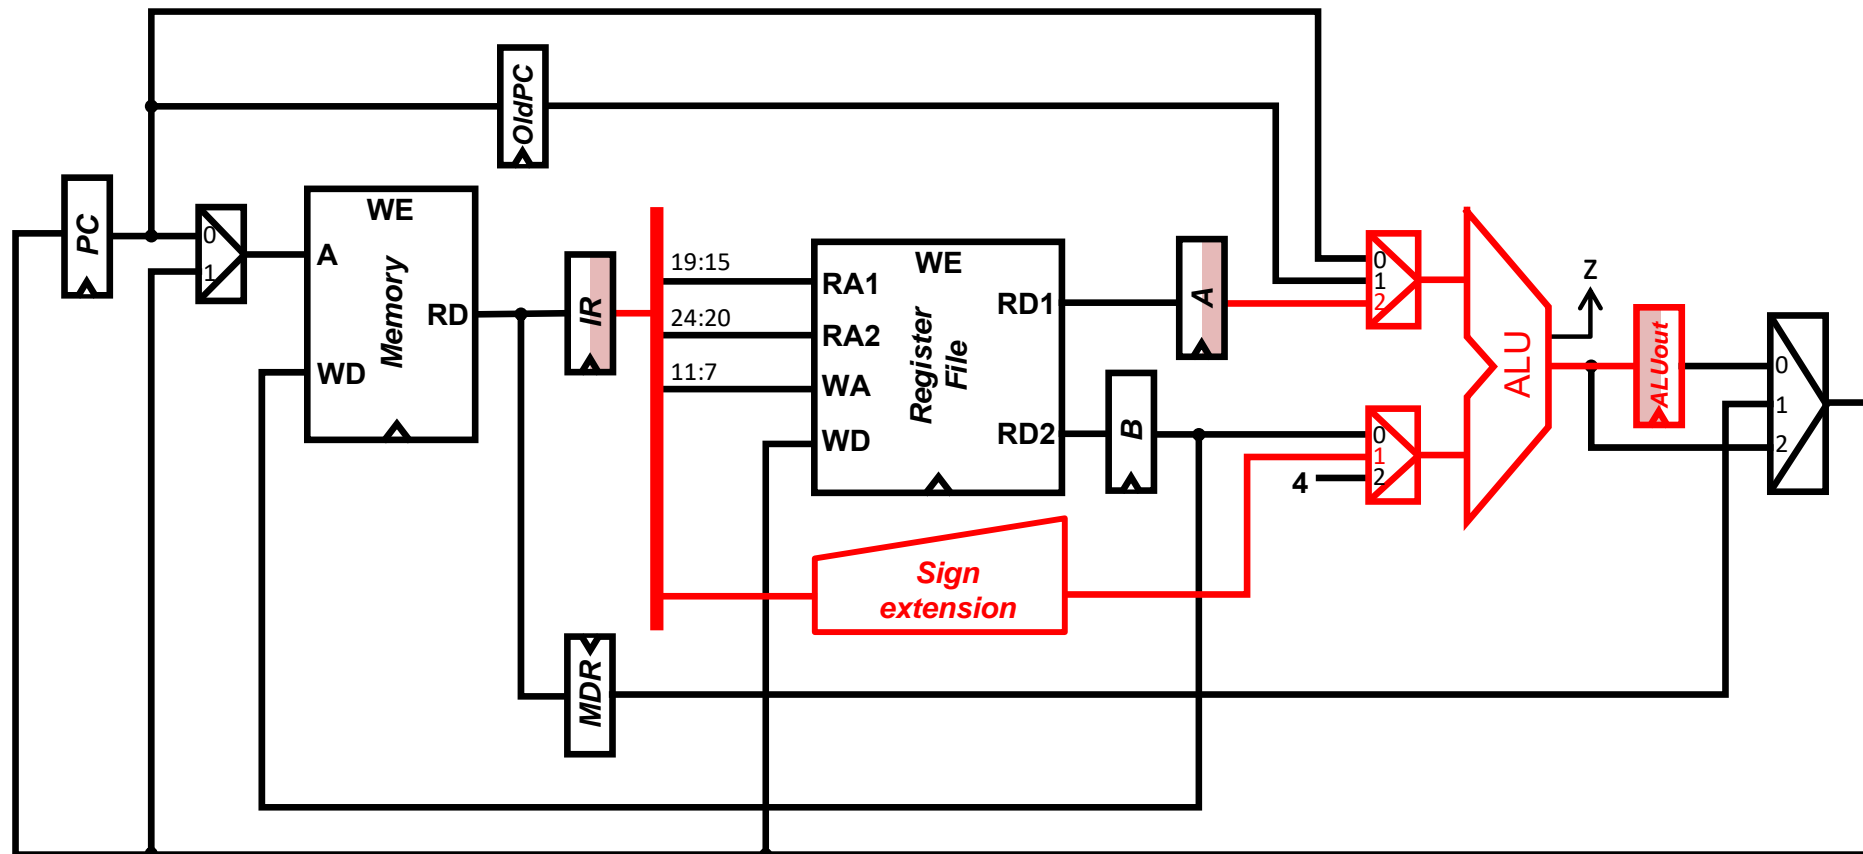 OldPC
PC
0
1
WE
A
Memory
RD
WD
IR
19:15
24:20
11:7
WE
RA1
RD1
RA2
Register
File
WA
WD
RD2
A
B
0
1
2
0
1
2
4
ALU
Z
ALUout
0
1
2
Sign
extension
MDR